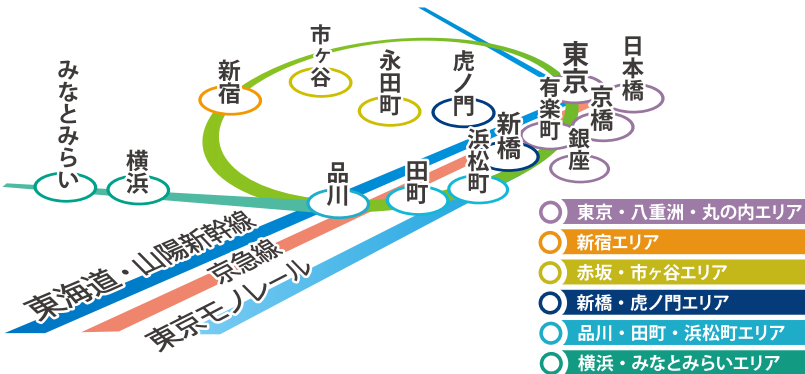 みなとみらい
横浜
新宿
市ヶ谷
永田町
虎ノ門
東京
有楽町
日本橋
京橋
銀座
新橋
浜松町
田町
品川
東海道・山陽新幹線
京急線
東京モノレール
東京・八重洲・丸の内エリア
新宿エリア
赤坂・市ヶ谷エリア
新橋・虎ノ門エリア
品川・田町・浜松町エリア
横浜・みなとみらいエリア